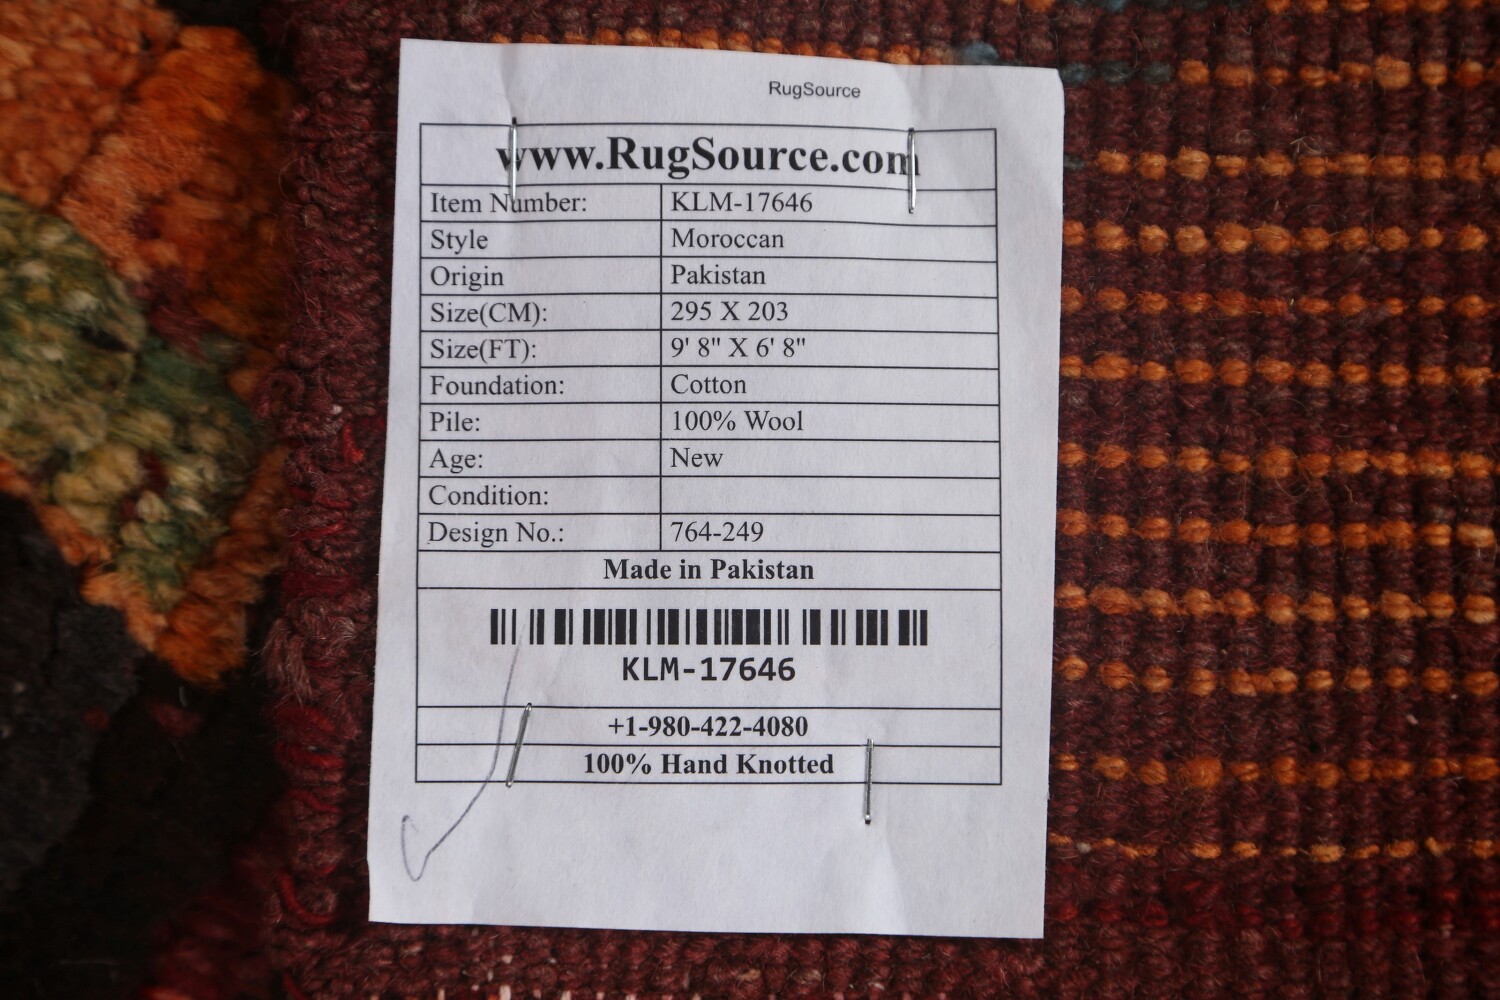 RugSource
www.RugSource.com
Item Number: KLM-17646
Style Moroccan
Origin Pakistan
Size(CM): 295 X 203
Size(FT): 9' 8" X 6' 8"
Foundation: Cotton
Pile: 100% Wool
Age: New
Condition:
Design No.: 764-249
Made in Pakistan
KLM-17646
+1-980-422-4080
100% Hand Knotted